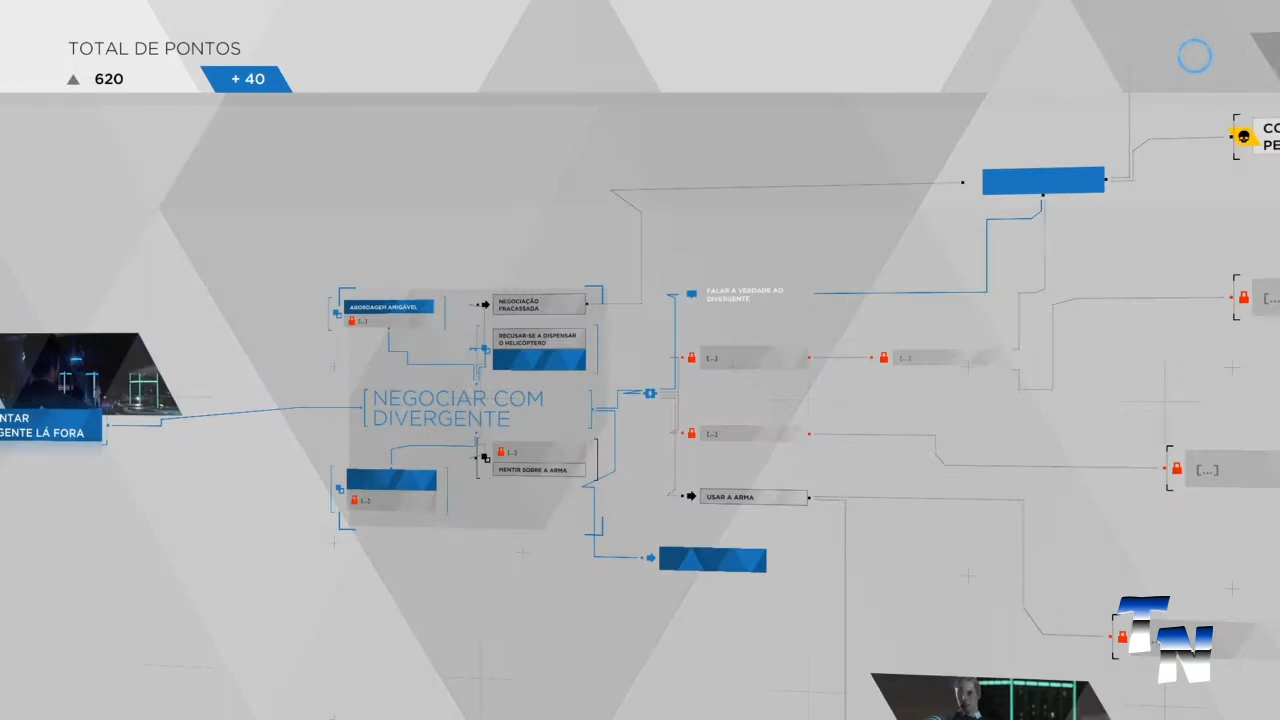 TOTAL DE PONTOS
620
+ 40
CO
PE
FALAR A VERDADE AO
DIVERGENTE
NEGOCIAÇÃO
FRACASSADA
ABORDAGEM AMIGÁVEL
[...]
RECUSAR-SE A DISPENSAR
O HELICÓPTERO
[...]
[...]
[...
NEGOCIAR COM
DIVERGENTE
NTAR
GENTE LÁ FORA
[...]
[...]
MENTIR SOBRE A ARMA
[...]
[...]
USAR A ARMA
TN